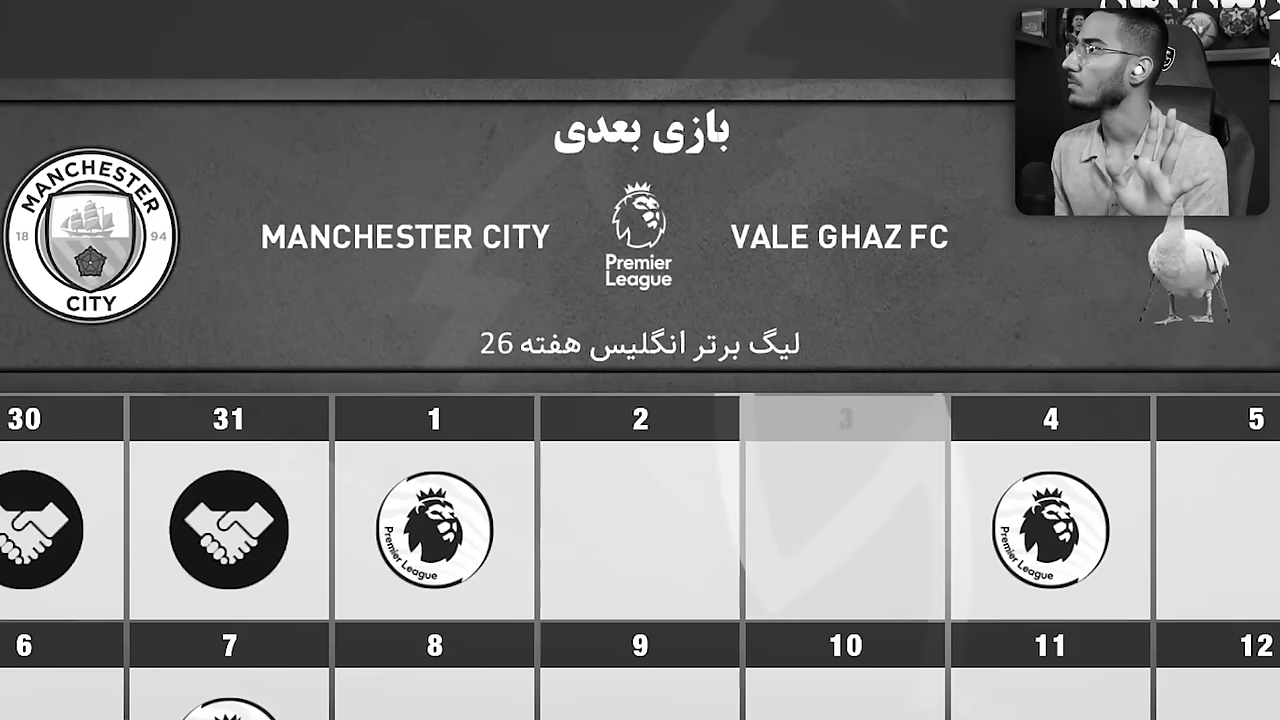 بازی بعدی
MANCHESTER
18 94
CITY
MANCHESTER CITY
Premier
League
VALE GHAZ FC
لیگ برتر انگلیس هفته 26
30 31 1 2 3 4 5
Premier League
Premier League
6 7 8 9 10 11 12